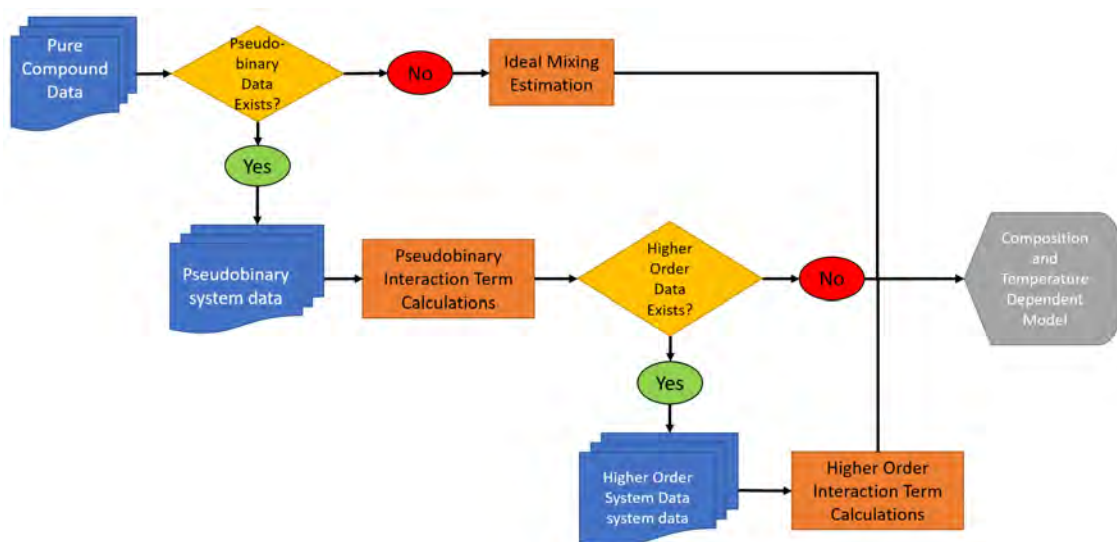 Pure
Compound
Data
Pseudo-
binary
Data
Exists?
No
Ideal Mixing
Estimation
Yes
Pseudobinary
system data
Pseudobinary
Interaction Term
Calculations
Higher
Order
Data
Exists?
No
Composition
and
Temperature
Dependent
Model
Yes
Higher Order
System Data
system data
Higher Order
Interaction Term
Calculations